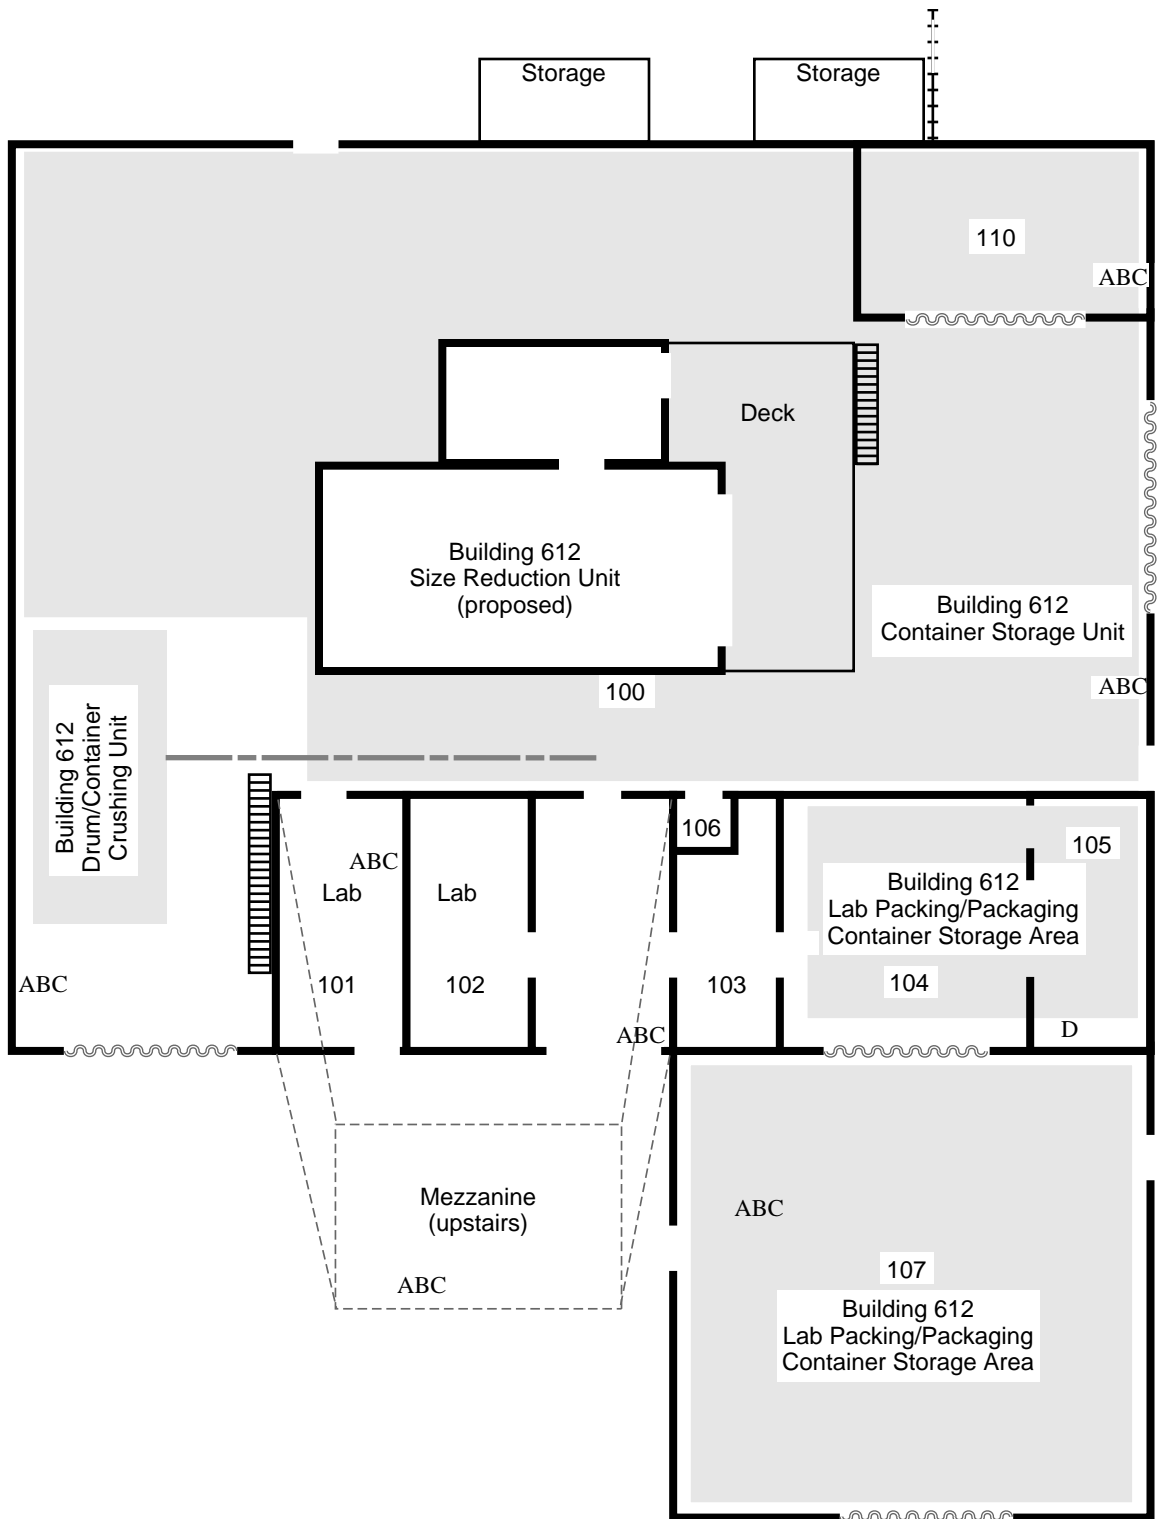 Storage
Storage
110
ABC
Deck
Building 612
Size Reduction Unit
(proposed)
Building 612
Container Storage Unit
ABC
100
Building 612
Drum/Container
Crushing Unit
ABC
Lab
101
ABC
Lab
102
ABC
106
103
105
Building 612
Lab Packing/Packaging
Container Storage Area
104
D
Mezzanine
(upstairs)
ABC
ABC
107
Building 612
Lab Packing/Packaging
Container Storage Area